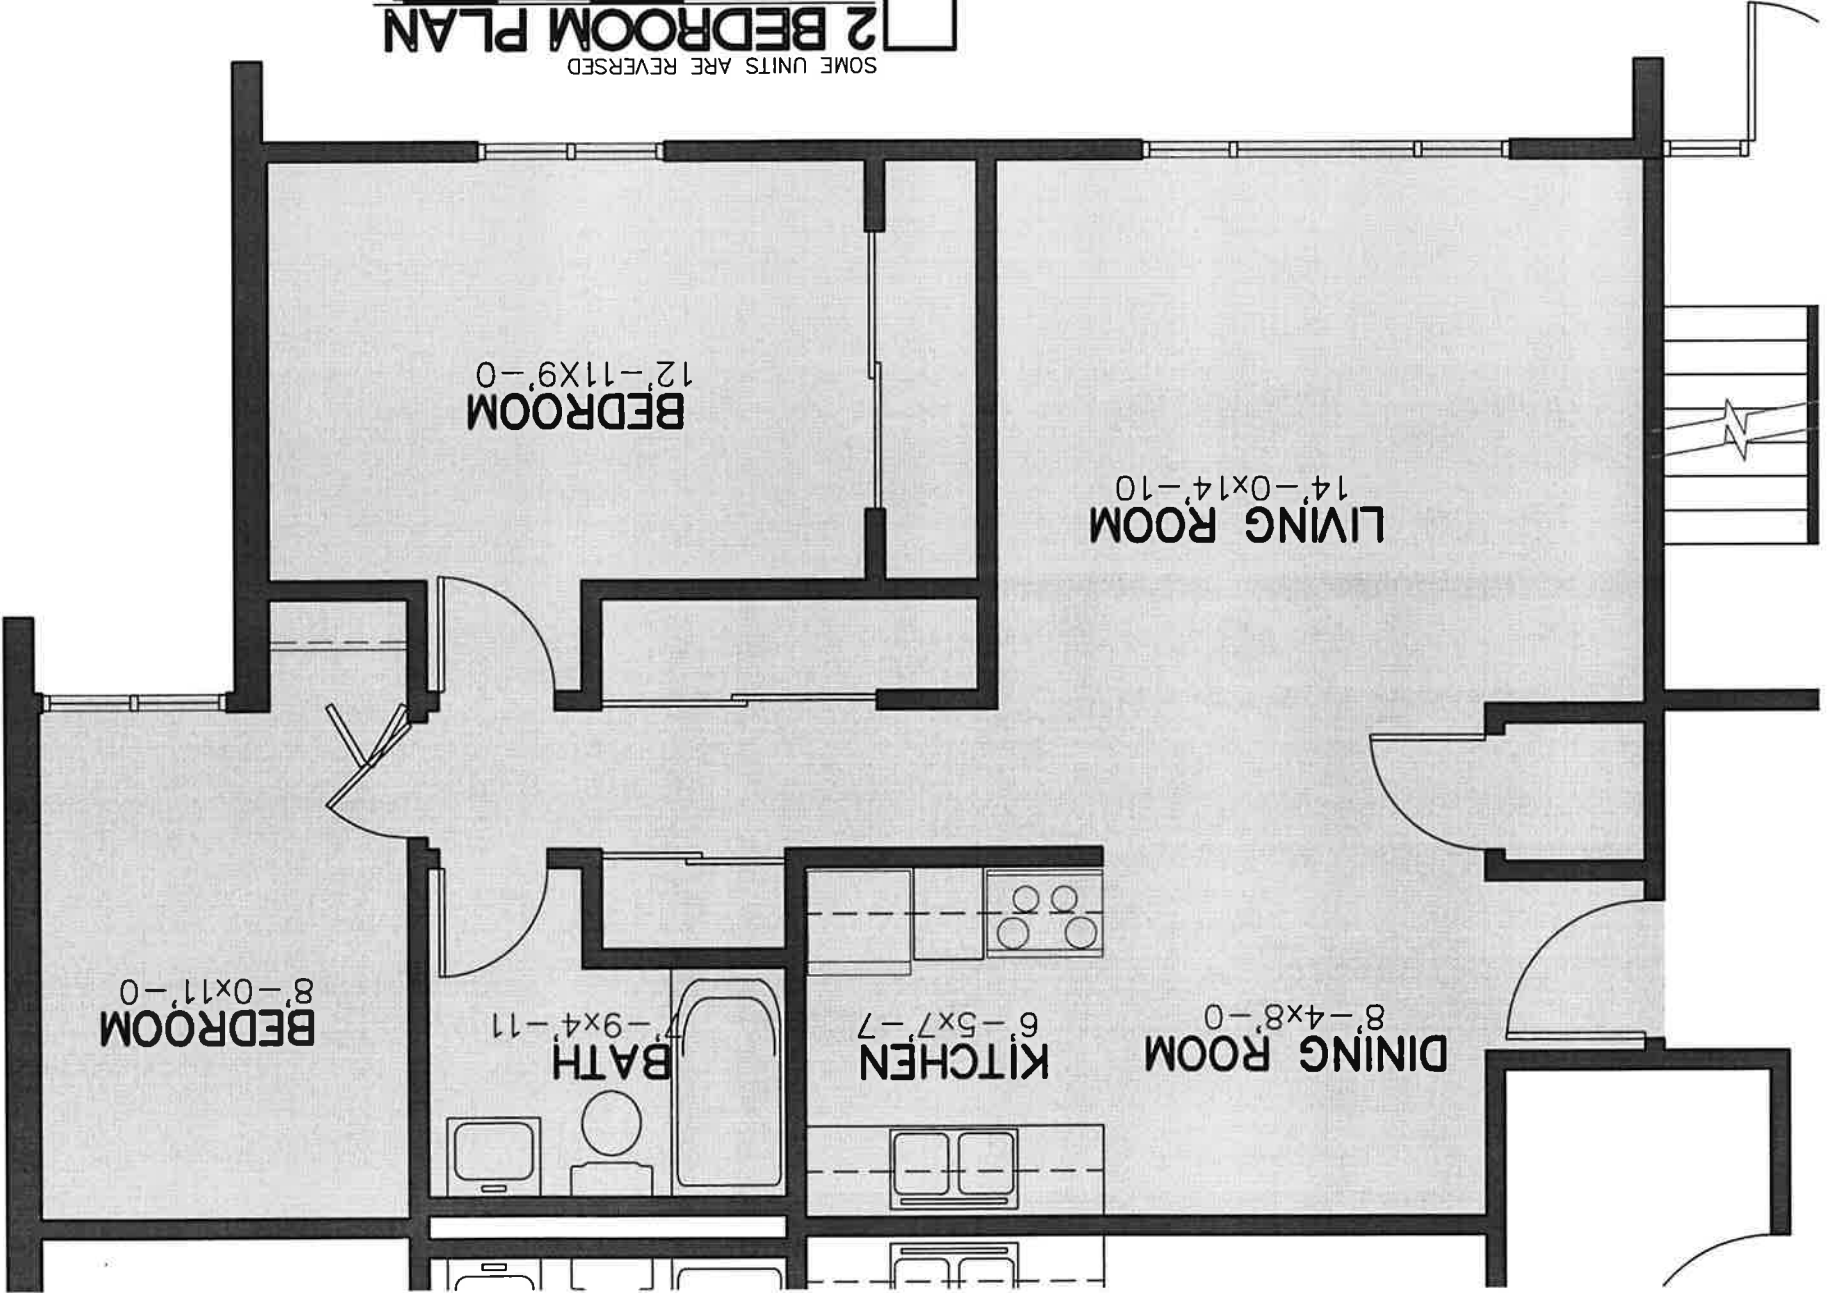 DINING ROOM
8'-4x8'-0
KITCHEN
6'-5x7'-7
BATH
7'-9x4'-11
BEDROOM
8'-0x11'-0
LIVING ROOM
14'-0x14'-10
BEDROOM
12'-11X9'-0
SOME UNITS ARE REVERSED
2 BEDROOM PLAN